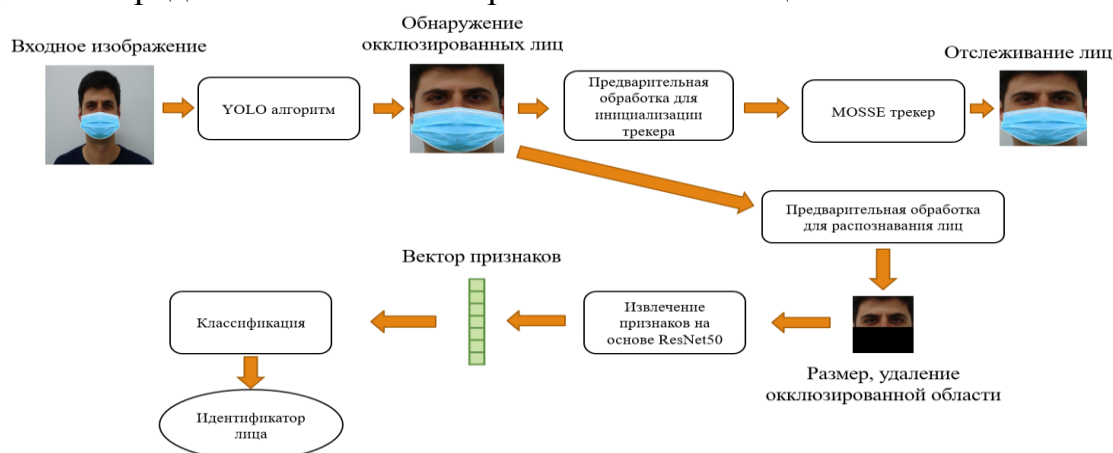 Входное изображение
Обнаружение
окклюзированных лиц
Отслеживание лиц
YOLO алгоритм
Предварительная
обработка для
инициализации
трекера
MOSSE трекер
Предварительная обработка
для распознавания лиц
Размер, удаление
окклюзированной области
Извлечение
признаков на
основе ResNet50
Вектор признаков
Классификация
Идентификатор
лица